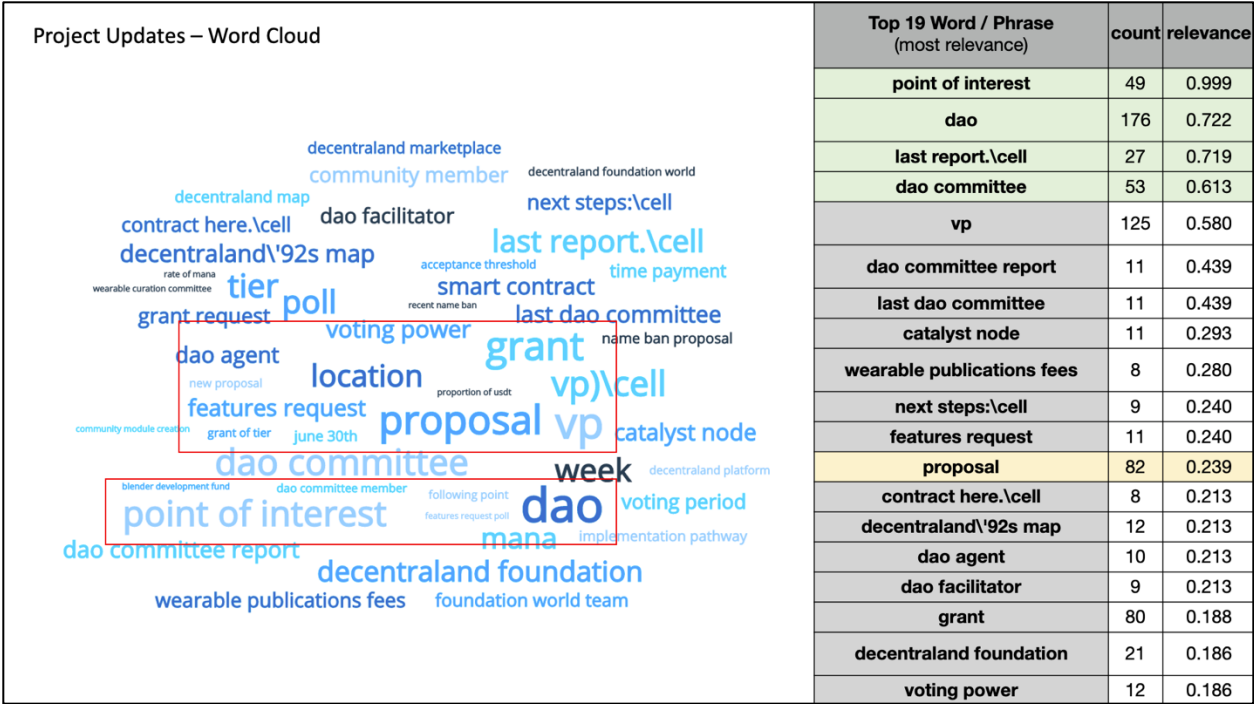 Project Updates – Word Cloud
decentraland marketplace
community member
decentraland foundation world
decentraland map
dao facilitator
next steps:\cell
contract here.\cell
last report.\cell
decentraland\'92s map
acceptance threshold
time payment
rate of mana
wearable curation committee
tier
poll
smart contract
recent name ban
grant request
last dao committee
voting power
name ban proposal
grant
dao agent
location
new proposal
proportion of usdt
vp)\cell
features request
proposal
vp
community module creation
grant of tier
june 30th
catalyst node
dao committee
week
decentraland platform
blender development fund
dao committee member
following point
point of interest
features request poll
dao
voting period
mana
implementation pathway
dao committee report
decentraland foundation
wearable publications fees
foundation world team
Top 19 Word / Phrase count relevance
(most relevance)
point of interest 49 0.999
dao 176 0.722
last report.\cell 27 0.719
dao committee 53 0.613
vp 125 0.580
dao committee report 11 0.439
last dao committee 11 0.439
catalyst node 11 0.293
wearable publications fees 8 0.280
next steps:\cell 9 0.240
features request 11 0.240
proposal 82 0.239
contract here.\cell 8 0.213
decentraland\'92s map 12 0.213
dao agent 10 0.213
dao facilitator 9 0.213
grant 80 0.188
decentraland foundation 21 0.186
voting power 12 0.186